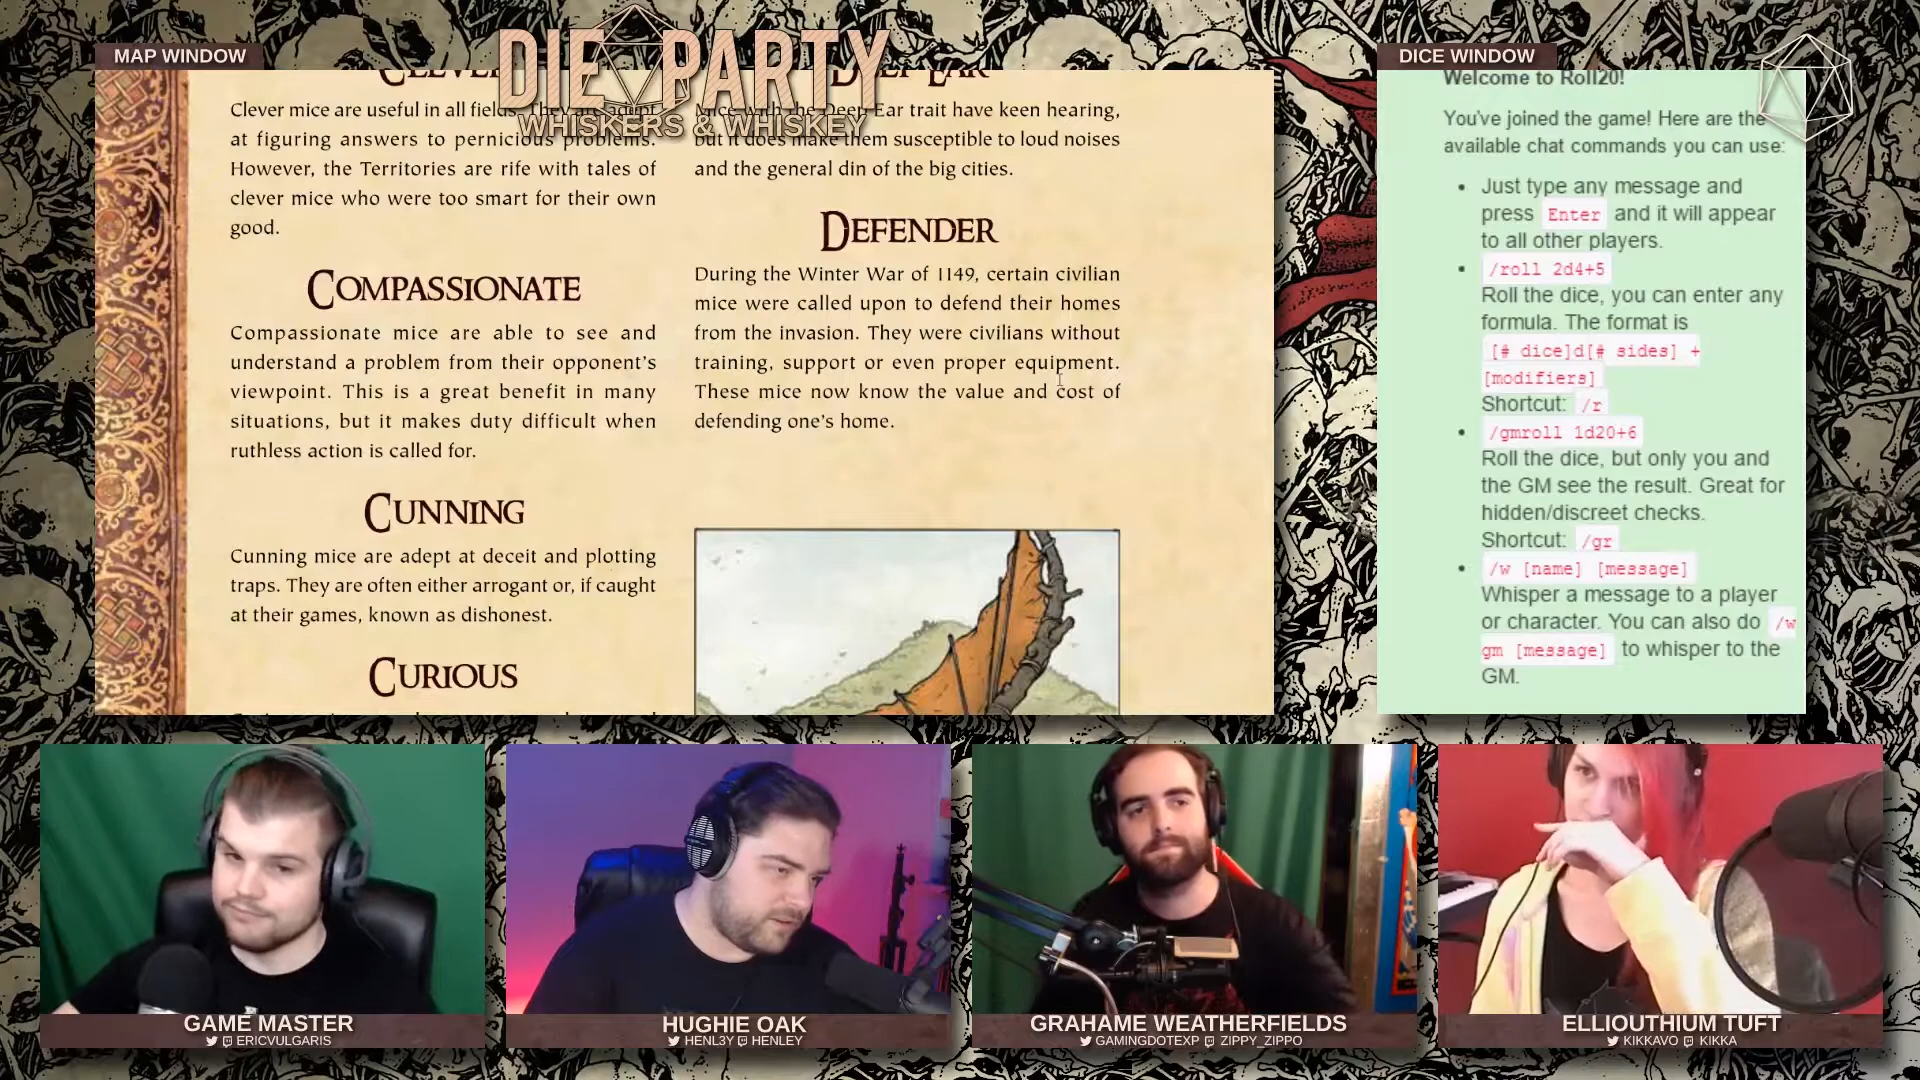 MAP WINDOW
DIE PARTY
WHISKERS & WHISKEY
DICE WINDOW
CLEVER
Clever mice are useful in all fields. They are adept
at figuring answers to pernicious problems.
However, the Territories are rife with tales of
clever mice who were too smart for their own
good.
COMPASSIONATE
Compassionate mice are able to see and
understand a problem from their opponent's
viewpoint. This is a great benefit in many
situations, but it makes duty difficult when
ruthless action is called for.
CUNNING
Cunning mice are adept at deceit and plotting
traps. They are often either arrogant or, if caught
at their games, known as dishonest.
CURIOUS
DEEP EAR
Mice with the Deep Ear trait have keen hearing,
but it does make them susceptible to loud noises
and the general din of the big cities.
DEFENDER
During the Winter War of 1149, certain civilian
mice were called upon to defend their homes
from the invasion. They were civilians without
training, support or even proper equipment.
These mice now know the value and cost of
defending one's home.
Welcome to Roll20!
You've joined the game! Here are the
available chat commands you can use:
• Just type any message and
press Enter and it will appear
to all other players.
• /roll 2d4+5
Roll the dice, you can enter any
formula. The format is
[# dice]d[# sides] +
[modifiers]
Shortcut: /r
• /gmroll 1d20+6
Roll the dice, but only you and
the GM see the result. Great for
hidden/discreet checks.
Shortcut: /gr
• /w [name] [message]
Whisper a message to a player
or character. You can also do /w
gm [message] to whisper to the
GM.
GAME MASTER
ERICVULGARIS
HUGHIE OAK
HENL3Y HENLEY
GRAHAME WEATHERFIELDS
GAMINGDOTEXP ZIPPY_ZIPPO
ELLIOUTHIUM TUFT
KIKKAVO KIKKA